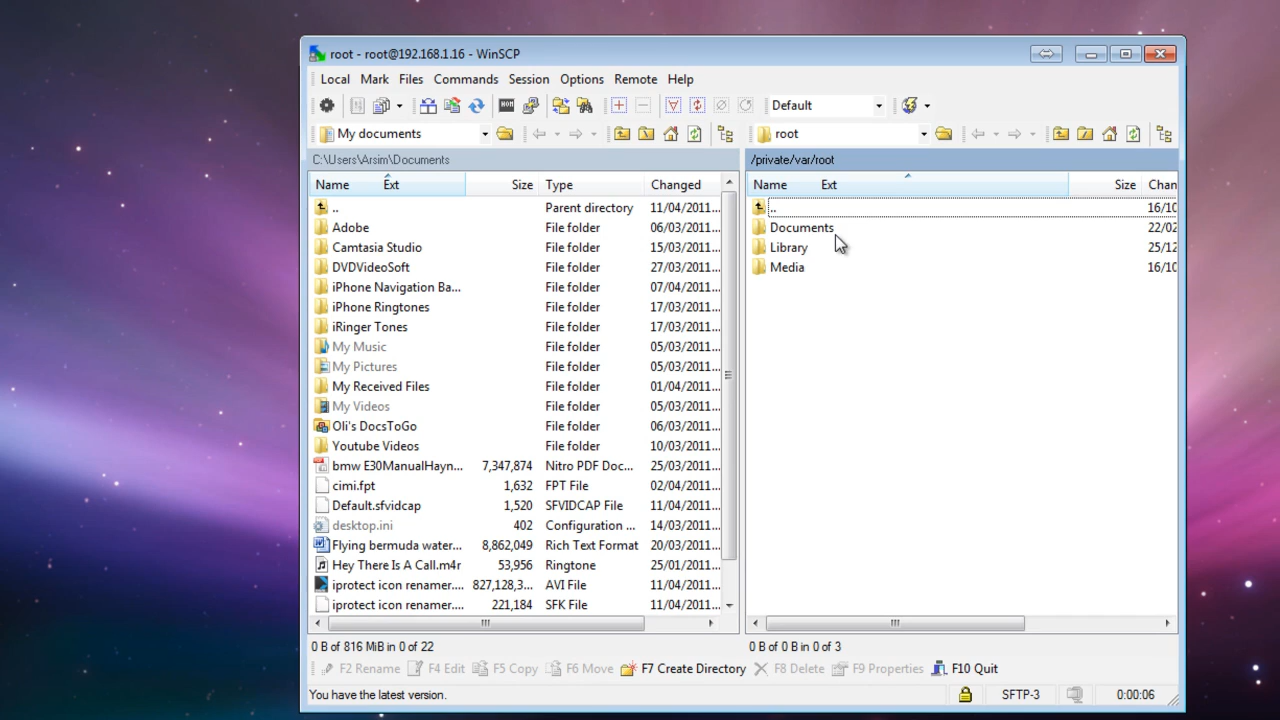 root - root@192.168.1.16 - WinSCP
Local Mark Files Commands Session Options Remote Help
Default
My documents
root
C:\Users\Arsim\Documents
/private/var/root
Name Ext Size Type Changed
Name Ext Size Chan
.. Parent directory 11/04/2011...
Adobe File folder 06/03/2011...
Camtasia Studio File folder 15/03/2011...
DVDVideoSoft File folder 27/03/2011...
iPhone Navigation Ba... File folder 07/04/2011...
iPhone Ringtones File folder 17/03/2011...
iRinger Tones File folder 17/03/2011...
My Music File folder 05/03/2011...
My Pictures File folder 05/03/2011...
My Received Files File folder 01/04/2011...
My Videos File folder 05/03/2011...
Oli's DocsToGo File folder 02/04/2011...
Youtube Videos File folder 10/03/2011...
bmw E30ManualHayn... 7,347,874 Nitro PDF Doc... 25/03/2011...
cimi.fpt 1,632 FPT File 02/04/2011...
Default.sfvidcap 1,520 SFVIDCAP File 11/04/2011...
desktop.ini 402 Configuration ... 14/03/2011...
Flying bermuda water... 8,862,049 Rich Text Format 20/03/2011...
Hey There Is A Call.m4r 53,956 Ringtone 25/01/2011...
iprotect icon renamer.... 827,128,3... AVI File 11/04/2011...
iprotect icon renamer.... 221,184 SFK File 11/04/2011...
.. 16/10
Documents 22/02
Library 25/12
Media 16/10
0 B of 816 MiB in 0 of 22
0 B of 0 B in 0 of 3
F2 Rename F4 Edit F5 Copy F6 Move F7 Create Directory F8 Delete F9 Properties F10 Quit
You have the latest version.
SFTP-3 0:00:06